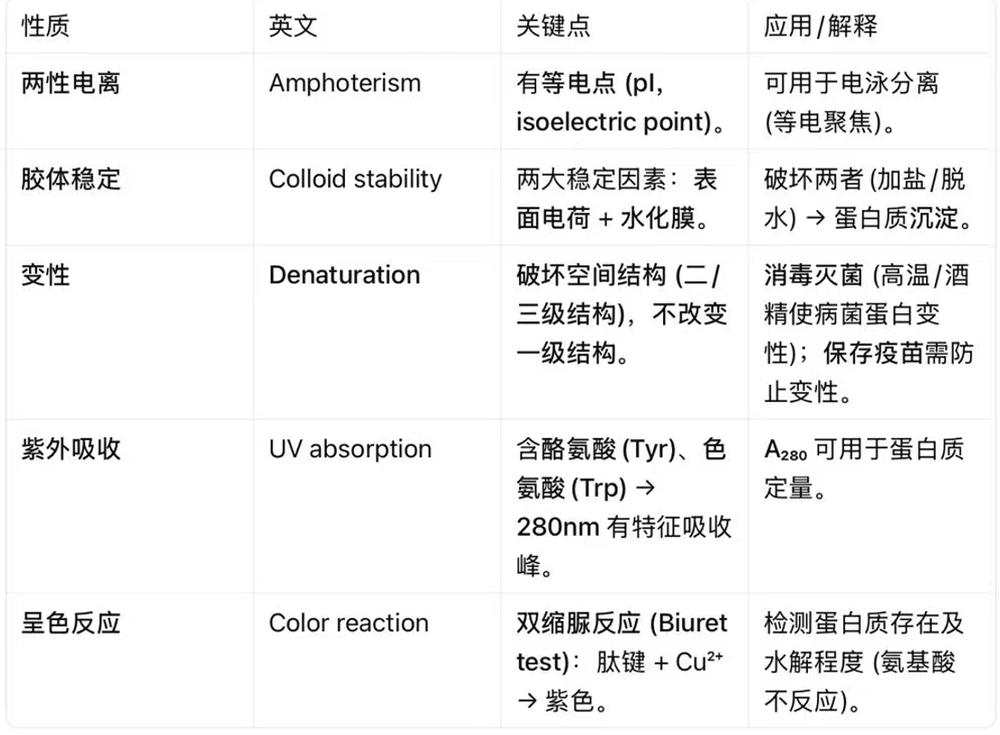 性质 英文 关键点 应用/解释
两性电离 Amphoterism 有等电点 (pI, 可用于电泳分离
isoelectric point)。 (等电聚焦)。
胶体稳定 Colloid stability 两大稳定因素：表 破坏两者 (加盐/脱
面电荷 + 水化膜。 水) → 蛋白质沉淀。
变性 Denaturation 破坏空间结构 (二/ 消毒灭菌 (高温/酒
三级结构)，不改变 精使病菌蛋白变
一级结构。 性)；保存疫苗需防
止变性。
紫外吸收 UV absorption 含酪氨酸 (Tyr)、色 A₂₈₀ 可用于蛋白质
氨酸 (Trp) → 定量。
280nm 有特征吸收
峰。
呈色反应 Color reaction 双缩脲反应 (Biuret 检测蛋白质存在及
test)：肽键 + Cu²⁺ 水解程度 (氨基酸
→ 紫色。 不反应)。